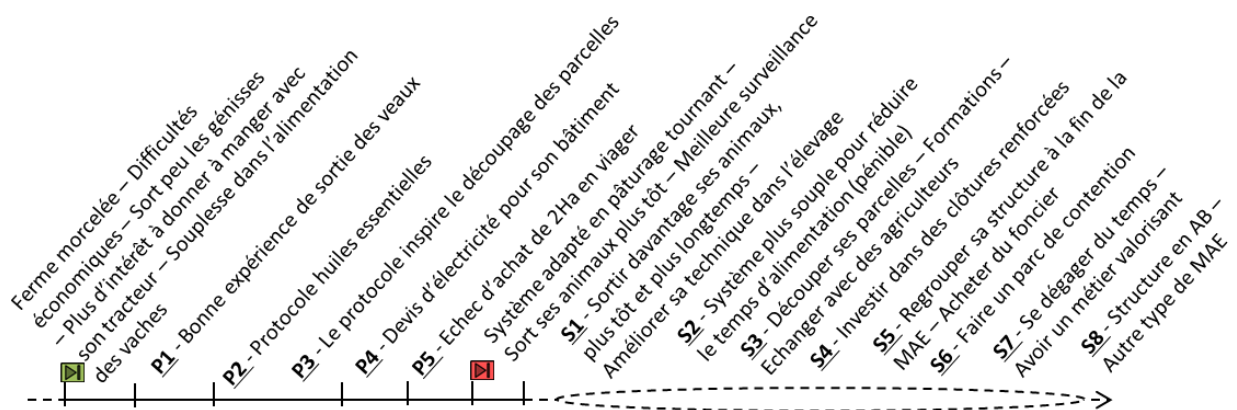 Ferme morcelée – Difficultés
économiques – Sort peu les génisses
– Plus d'intérêt à donner à manger avec
son tracteur – Souplesse dans l'alimentation
des vaches
P1 - Bonne expérience de sortie des veaux
P2 - Protocole huiles essentielles
P3 - Le protocole inspire le découpage des parcelles
P4 - Devis d'électricité pour son bâtiment
P5 - Echec d'achat de 2Ha en viager
Système adapté en pâturage tournant –
Sort ses animaux plus tôt – Meilleure surveillance
S1 - Sortir davantage ses animaux,
plus tôt et plus longtemps –
Améliorer sa technique dans l'élevage
S2 - Système plus souple pour réduire
le temps d'alimentation (pénible)
S3 - Découper ses parcelles – Formations –
Echanger avec des agriculteurs
S4 - Investir dans des clôtures renforcées
S5 - Regrouper sa structure à la fin de la
MAE – Acheter du foncier
S6 - Faire un parc de contention
S7 - Se dégager du temps –
Avoir un métier valorisant
S8 - Structure en AB –
Autre type de MAE